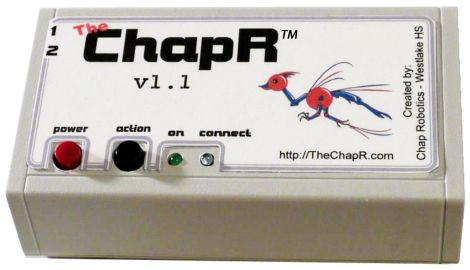 1
2
The
ChapR™
v1.1
power
action
on
connect
http://TheChapR.com
Created by:
Chap Robotics - Westlake HS